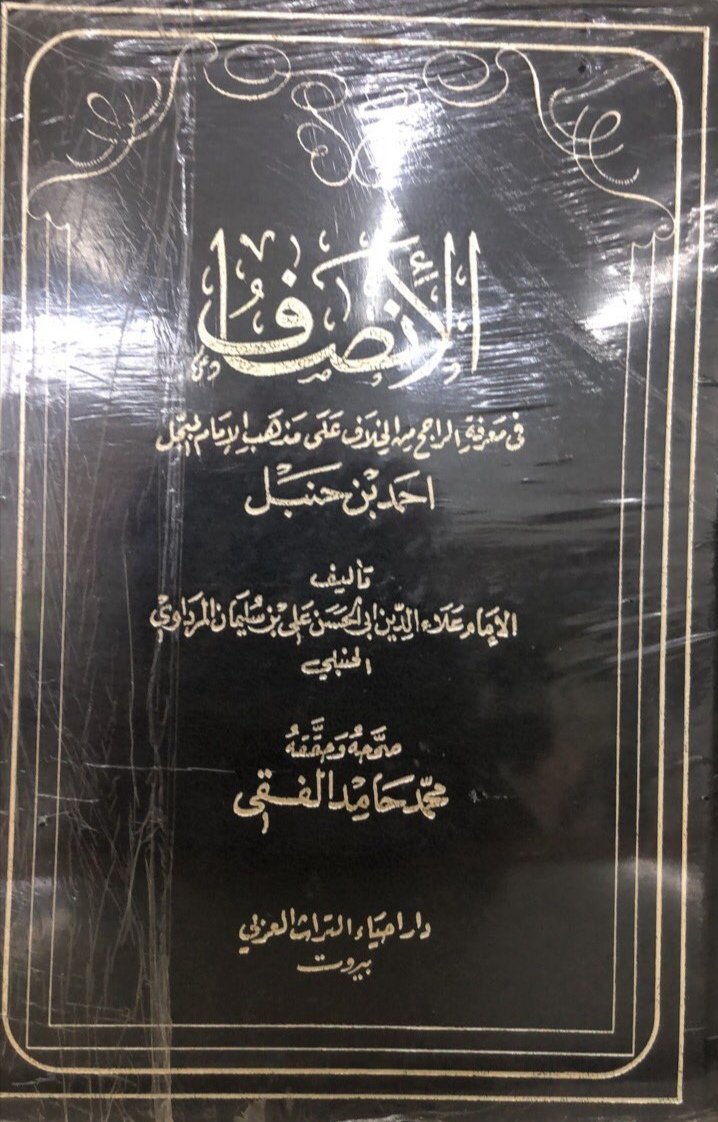 الإنصاف
في معرفة الراجح من الخلاف على مذهب الإمام المبجل
احمد بن حنبل
تأليف
الإمام علاء الدين ابي الحسن علي بن سليمان المرداوي
الحنبلي
صححه وحققه
محمد حامد الفقي
دار احياء التراث العربي
بيروت